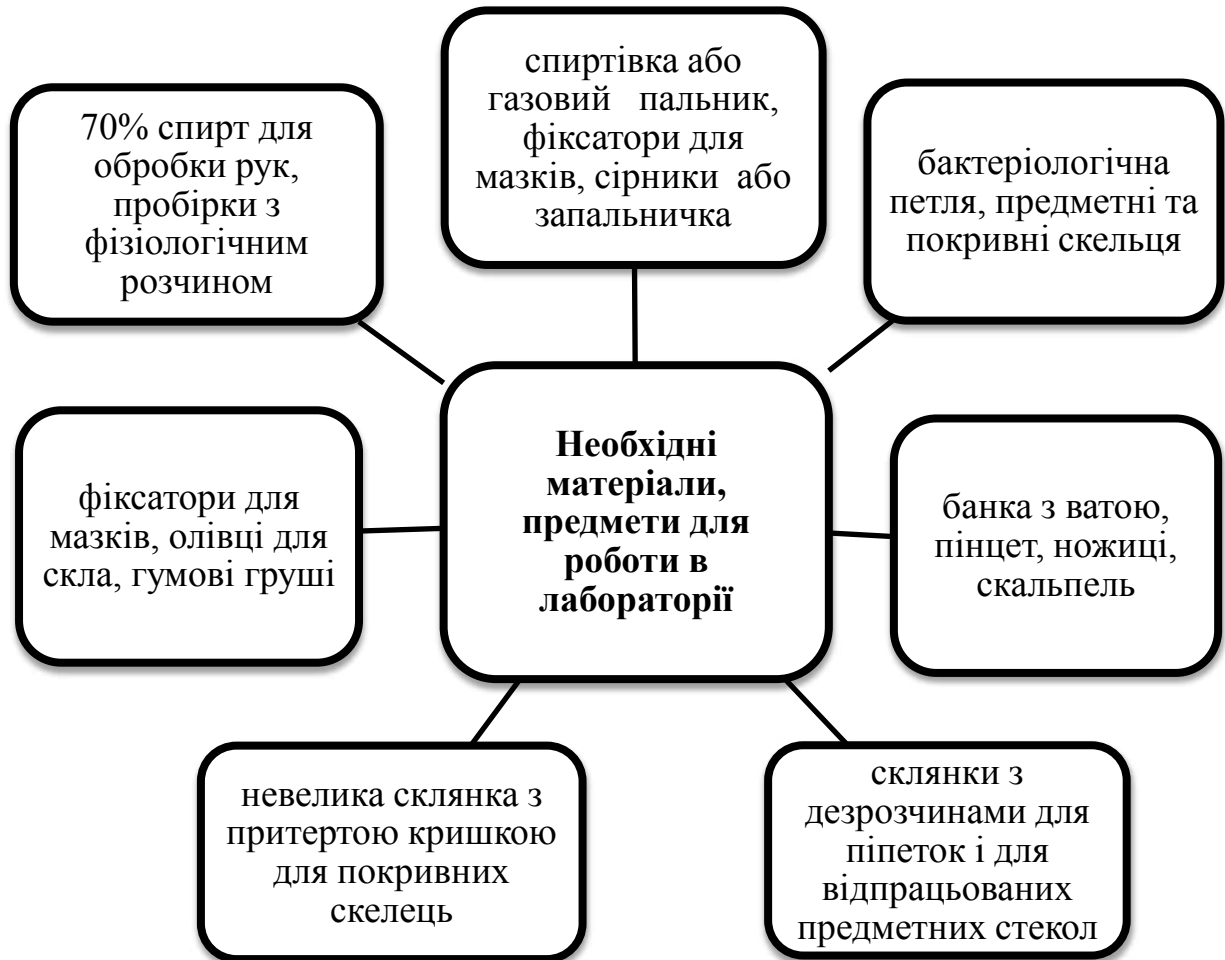 спиртівка або
газовий пальник,
фіксатори для
мазків, сірники або
запальничка
70% спирт для
обробки рук,
пробірки з
фізіологічним
розчином
бактеріологічна
петля, предметні та
покривні скельця
Необхідні
матеріали,
предмети для
роботи в
лабораторії
фіксатори для
мазків, олівці для
скла, гумові груші
банка з ватою,
пінцет, ножиці,
скальпель
невелика склянка з
притертою кришкою
для покривних
скелець
склянки з
дезрозчинами для
піпеток і для
відпрацьованих
предметних стекол